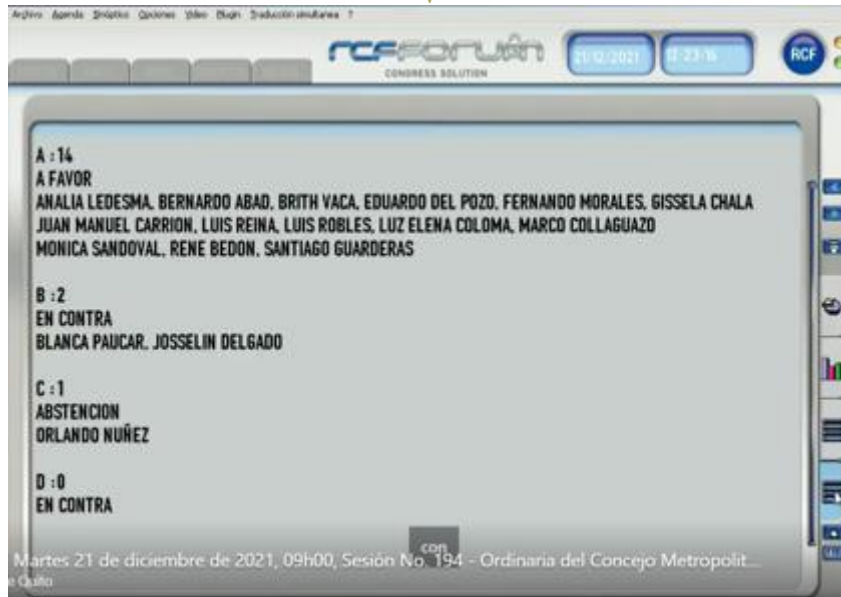 Archivo Agenda Sinóptico Opciones Video Plugin Traducción simultanea ?
RCF FORUM
CONGRESS SOLUTION
21/12/2021
RCF
A :14
A FAVOR
ANALIA LEDESMA, BERNARDO ABAD, BRITH VACA, EDUARDO DEL POZO, FERNANDO MORALES, GISSELA CHALA
JUAN MANUEL CARRION, LUIS REINA, LUIS ROBLES, LUZ ELENA COLOMA, MARCO COLLAGUAZO
MONICA SANDOVAL, RENE BEDON, SANTIAGO GUARDERAS
B :2
EN CONTRA
BLANCA PAUCAR, JOSSELIN DELGADO
C :1
ABSTENCION
ORLANDO NUÑEZ
D :0
EN CONTRA
con
Martes 21 de diciembre de 2021, 09h00, Sesión No. 194 - Ordinaria del Concejo Metropolit...
e Quito